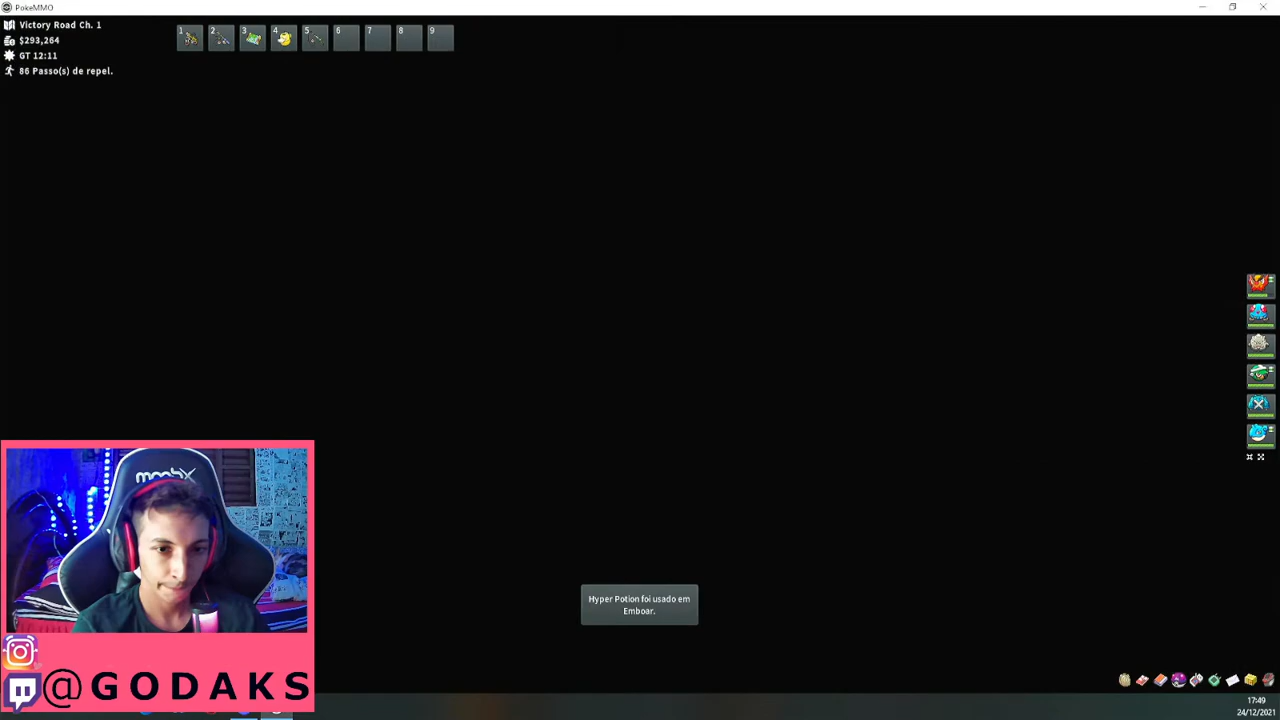 PokeMMO
Victory Road Ch. 1
$293,264
GT 12:11
86 Passo(s) de repel.
1 2 3 4 5 6 7 8 9
Hyper Potion foi usado em
Emboar.
@GODAKS
17:49
24/12/2021